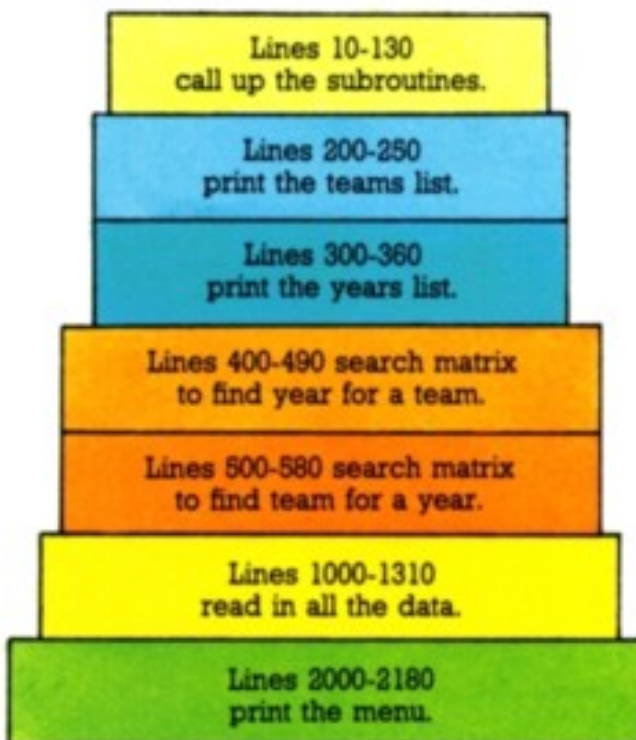 Lines 10-130
call up the subroutines.
Lines 200-250
print the teams list.
Lines 300-360
print the years list.
Lines 400-490 search matrix
to find year for a team.
Lines 500-580 search matrix
to find team for a year.
Lines 1000-1310
read in all the data.
Lines 2000-2180
print the menu.